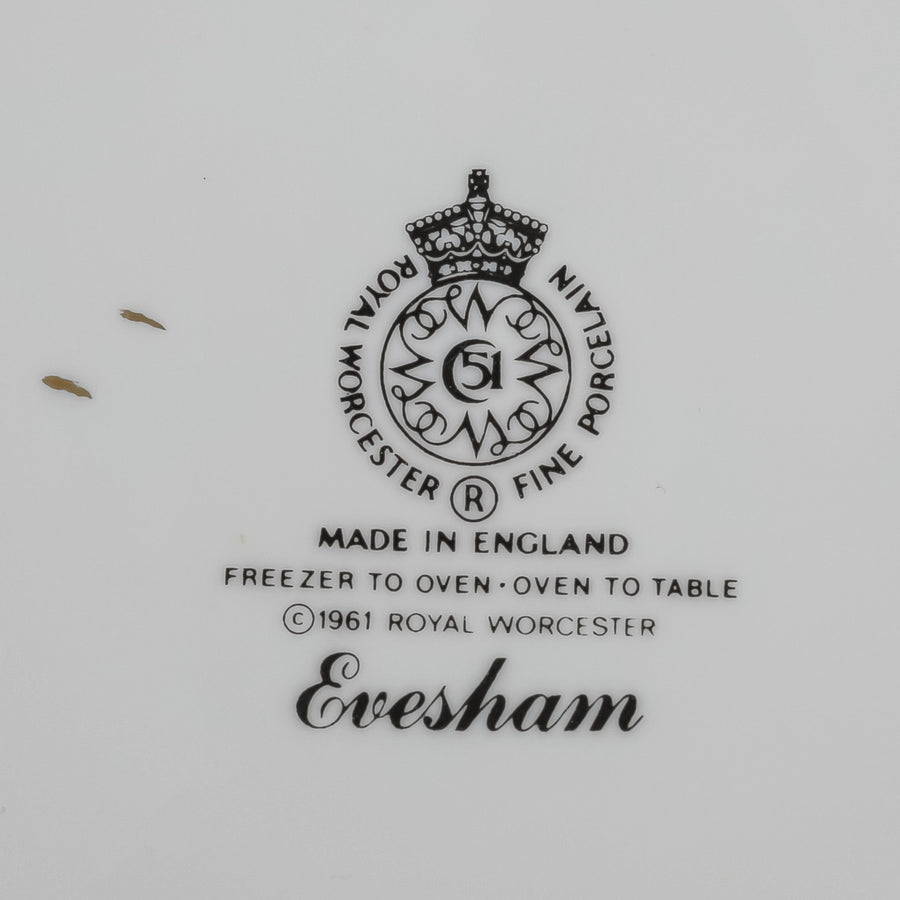 ROYAL WORCESTER ® FINE PORCELAIN
C51
MADE IN ENGLAND
FREEZER TO OVEN·OVEN TO TABLE
©1961 ROYAL WORCESTER
Evesham